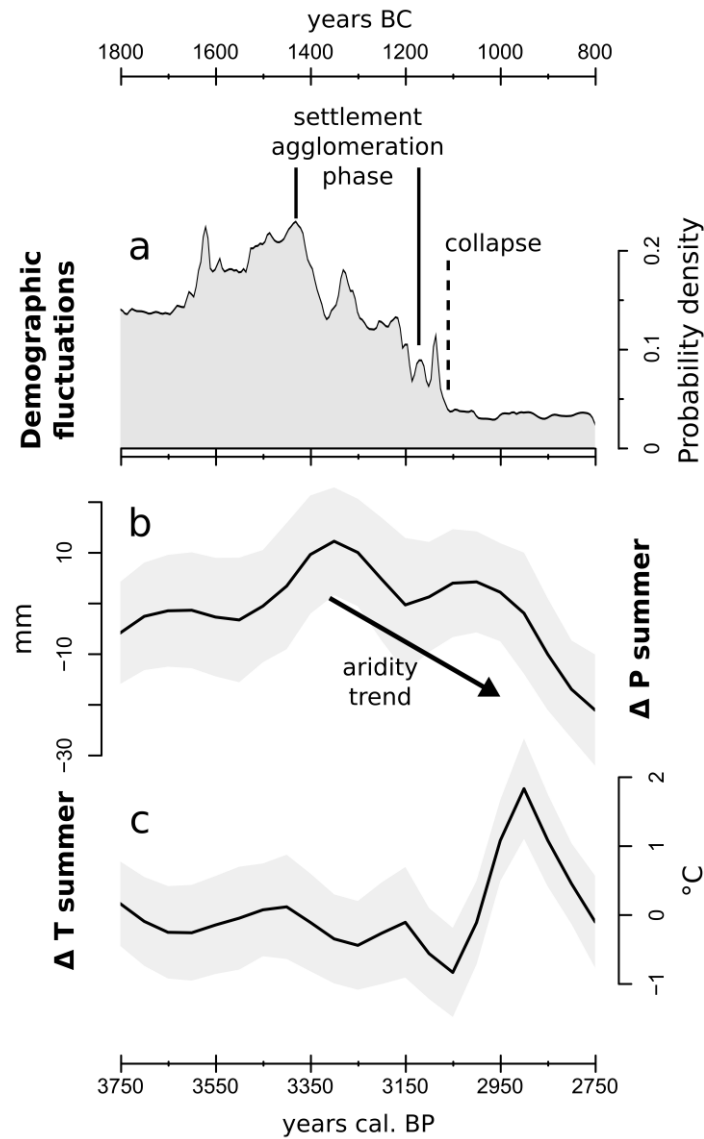 years BC
1800 1600 1400 1200 1000 800
settlement
agglomeration
phase
a
collapse
Demographic
fluctuations
0.2
0.1
0
Probability density
b
10
-10
-30
mm
Δ P summer
aridity
trend
c
Δ T summer
2
1
0
-1
°C
3750 3550 3350 3150 2950 2750
years cal. BP